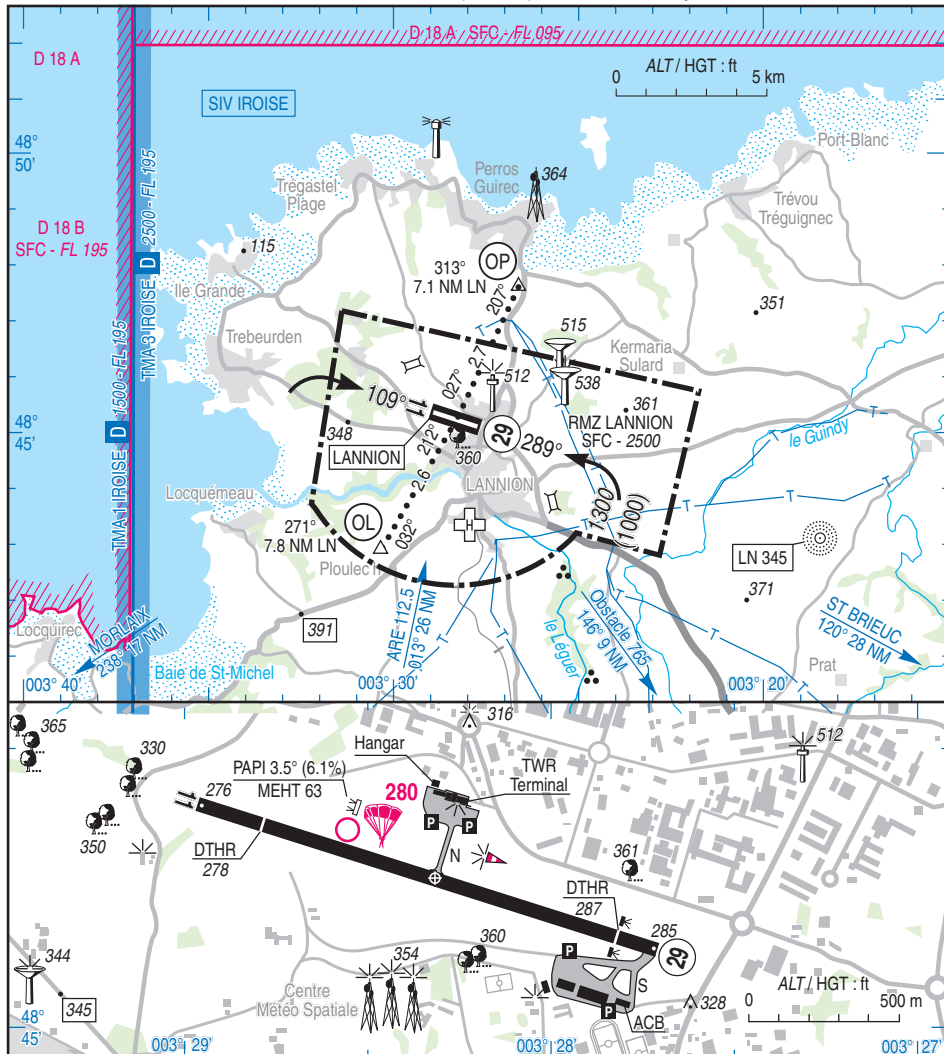 D 18 A SFC - FL 095
D 18 A
ALT / HGT : ft
0 5 km
SIV IROISE
48°
50'
Port-Blanc
Perros
Guirec
364
Trégastel
Plage
Trévou
Tréguignec
D 18 B
SFC - FL 195
TMA 3 IROISE D 2500 - FL 195
115
OP
313°
7.1 NM LN
207°
Ile Grande
351
T
515
Trebeurden
2.7
Kermaria
Sulard
512
538
027°
109°
11
361
RMZ LANNION
SFC - 2500
48°
45'
348
29
289°
le Guindy
LANNION
212°
360
T
TMA 1 IROISE D 1500 - FL 195
2.6
LANNION
Locquémeau
1300
(1000)
T
T
T
271°
7.8 NM LN
OL
032°
H
LN 345
Ploulec'h
T
371
391
ARE 112.5
013° 26 NM
le Léguer
Obstacle 765
146° 9 NM
ST BRIEUC
120° 28 NM
Locquirec
MORLAIX
238° 17 NM
T
T
Prat
Baie de St-Michel
003° 40'
003° 30'
003° 20'
365
316
512
330
Hangar
TWR
Terminal
PAPI 3.5° (6.1%)
MEHT 63
280
276
11
P
P
350
DTHR
278
N
361
DTHR
287
285
360
P
29
344
354
S
Centre
Météo Spatiale
345
328
ALT / HGT : ft
0 500 m
P
ACB
48°
45'
003° 29'
003° 28'
003° 27'